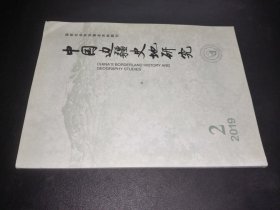 中国边疆史地研究
CHINA'S BORDERLAND HISTORY AND
GEOGRAPHY STUDIES
2
2019